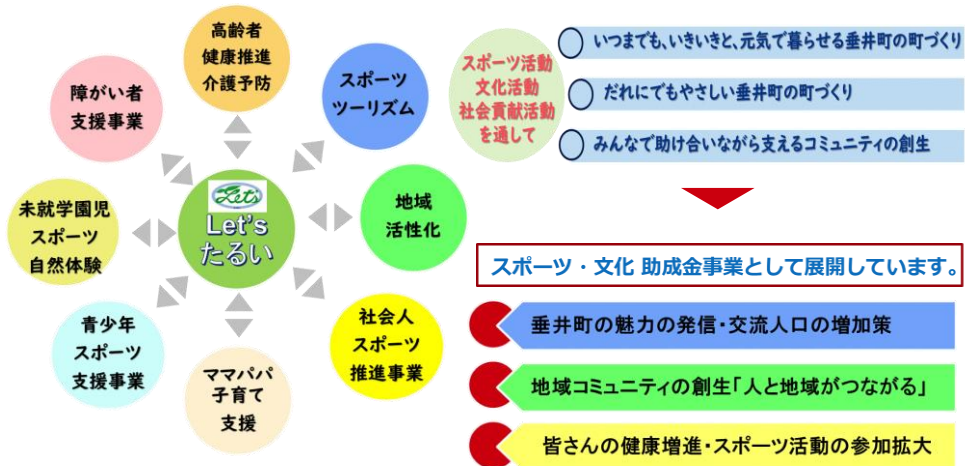 高齢者
健康推進
介護予防
スポーツ
ツーリズム
地域
活性化
社会人
スポーツ
推進事業
ママパパ
子育て
支援
青少年
スポーツ
支援事業
未就学園児
スポーツ
自然体験
障がい者
支援事業
Let's
Let's
たるい
スポーツ活動
文化活動
社会貢献活動
を通して
いつまでも、いきいきと、元気で暮らせる垂井町の町づくり
だれにでもやさしい垂井町の町づくり
みんなで助け合いながら支えるコミュニティの創生
スポーツ・文化 助成金事業として展開しています。
垂井町の魅力の発信・交流人口の増加策
地域コミュニティの創生「人と地域がつながる」
皆さんの健康増進・スポーツ活動の参加拡大